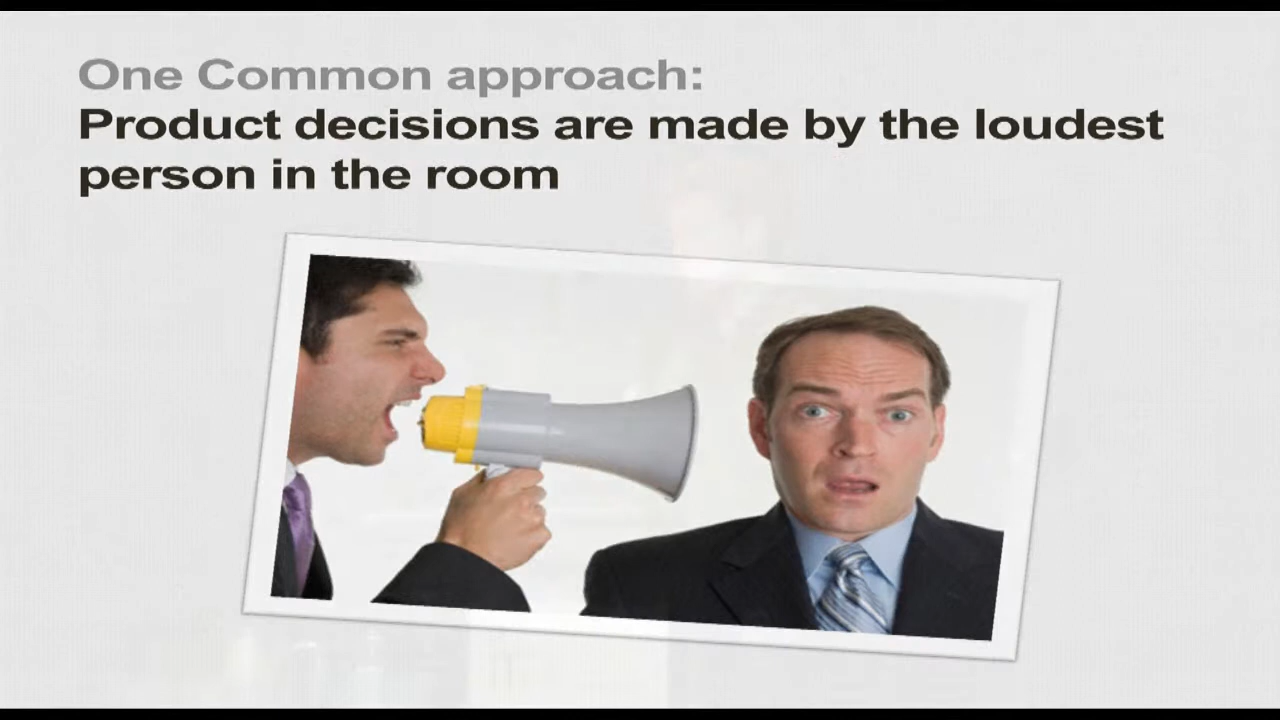 One Common approach:
Product decisions are made by the loudest
person in the room